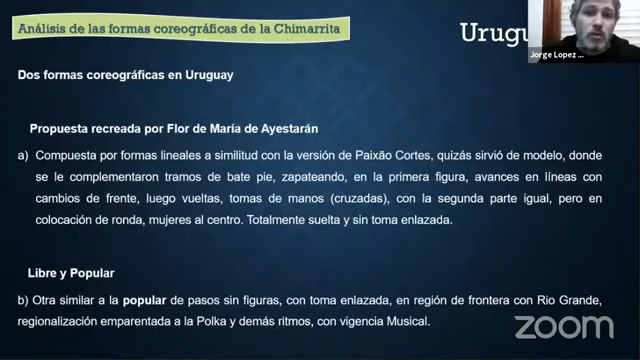 Análisis de las formas coreográficas de la Chimarrita
Jorge Lopez ...
Dos formas coreográficas en Uruguay
Propuesta recreada por Flor de María de Ayestarán
a) Compuesta por formas lineales a similitud con la versión de Paixão Cortes, quizás sirvió de modelo, donde
se le complementaron tramos de bate pie, zapateando, en la primera figura, avances en líneas con
cambios de frente, luego vueltas, tomas de manos (cruzadas), con la segunda parte igual, pero en
colocación de ronda, mujeres al centro. Totalmente suelta y sin toma enlazada.
Libre y Popular
b) Otra similar a la popular de pasos sin figuras, con toma enlazada, en región de frontera con Rio Grande,
regionalización emparentada a la Polka y demás ritmos, con vigencia Musical.
zoom